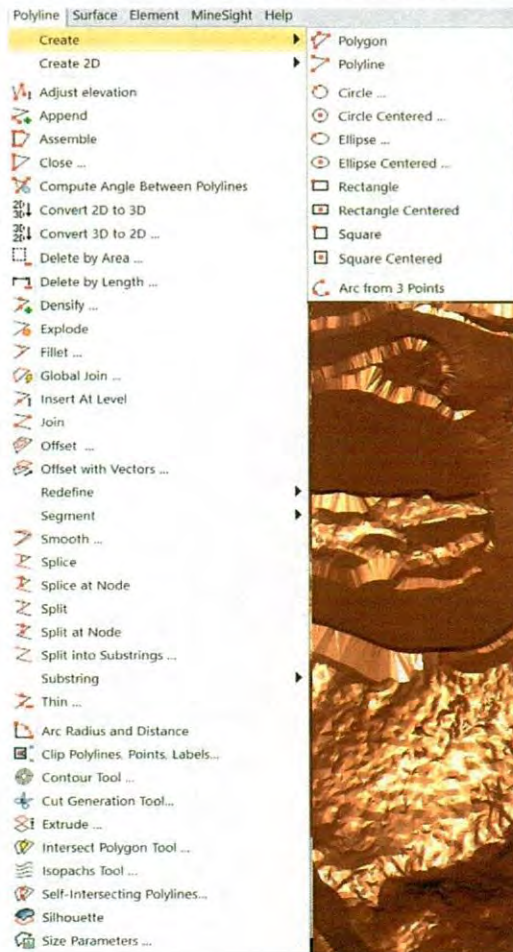 Polyline Surface Element MineSight Help
Create
Create 2D
Adjust elevation
Append
Assemble
Close ...
Compute Angle Between Polylines
Convert 2D to 3D
Convert 3D to 2D ...
Delete by Area ...
Delete by Length ...
Densify ...
Explode
Fillet ...
Global Join ...
Insert At Level
Join
Offset ...
Offset with Vectors ...
Redefine
Segment
Smooth ...
Splice
Splice at Node
Split
Split at Node
Split into Substrings ...
Substring
Thin ...
Arc Radius and Distance
Clip Polylines, Points, Labels...
Contour Tool ...
Cut Generation Tool...
Extrude ...
Intersect Polygon Tool ...
Isopachs Tool ...
Self-Intersecting Polylines...
Silhouette
Size Parameters ...
Polygon
Polyline
Circle ...
Circle Centered ...
Ellipse ...
Ellipse Centered ...
Rectangle
Rectangle Centered
Square
Square Centered
Arc from 3 Points